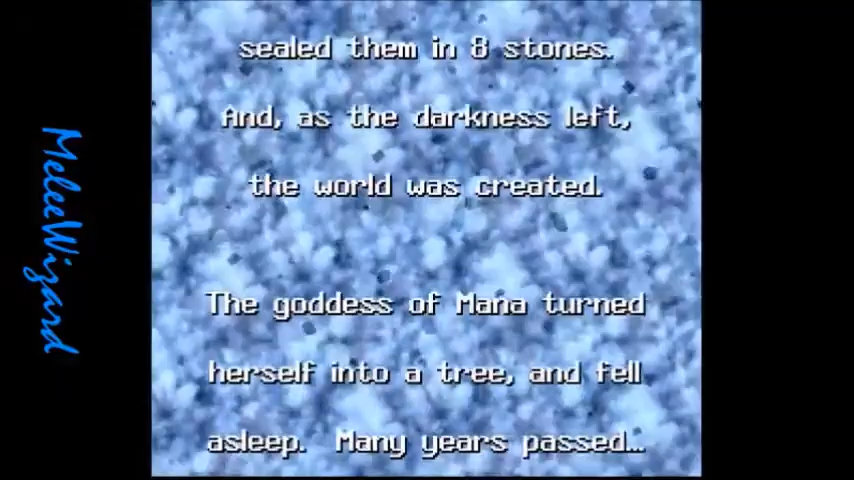 sealed them in 8 stones.
And, as the darkness left,
the world was created.
The goddess of Mana turned
herself into a tree, and fell
asleep. Many years passed...
MeleeWizard